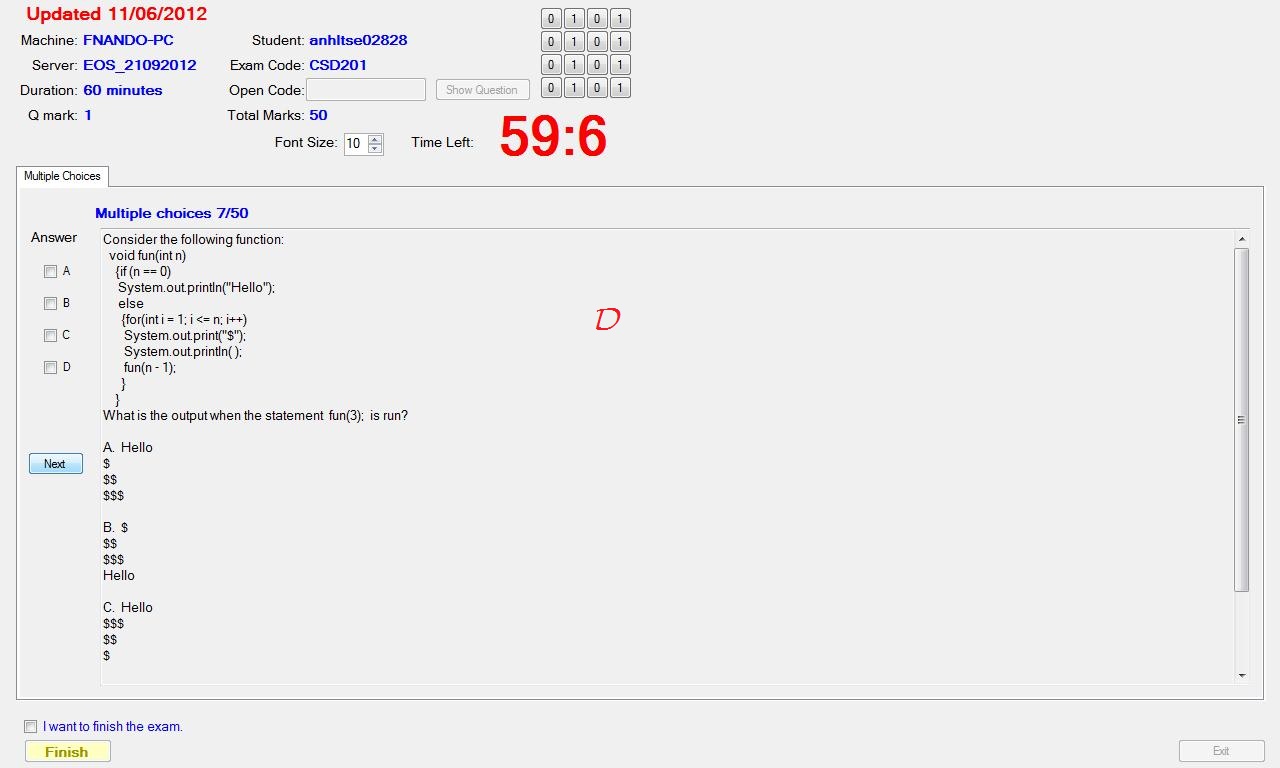 Updated 11/06/2012
Machine: FNANDO-PC Student: anhltse02828
Server: EOS_21092012 Exam Code: CSD201
Duration: 60 minutes Open Code: Show Question
Q mark: 1 Total Marks: 50
0 1 0 1
0 1 0 1
0 1 0 1
0 1 0 1
Font Size: 10 Time Left: 59:6
Multiple Choices
Multiple choices 7/50
Answer
A
B
C
D
Next
Consider the following function:
void fun(int n)
{if (n == 0)
System.out.println("Hello");
else
{for(int i = 1; i <= n; i++)
System.out.print("$");
System.out.println( );
fun(n - 1);
}
}
What is the output when the statement fun(3); is run?
A. Hello
$
$$
$$$
B. $
$$
$$$
Hello
C. Hello
$$$
$$
$
D
I want to finish the exam.
Finish
Exit